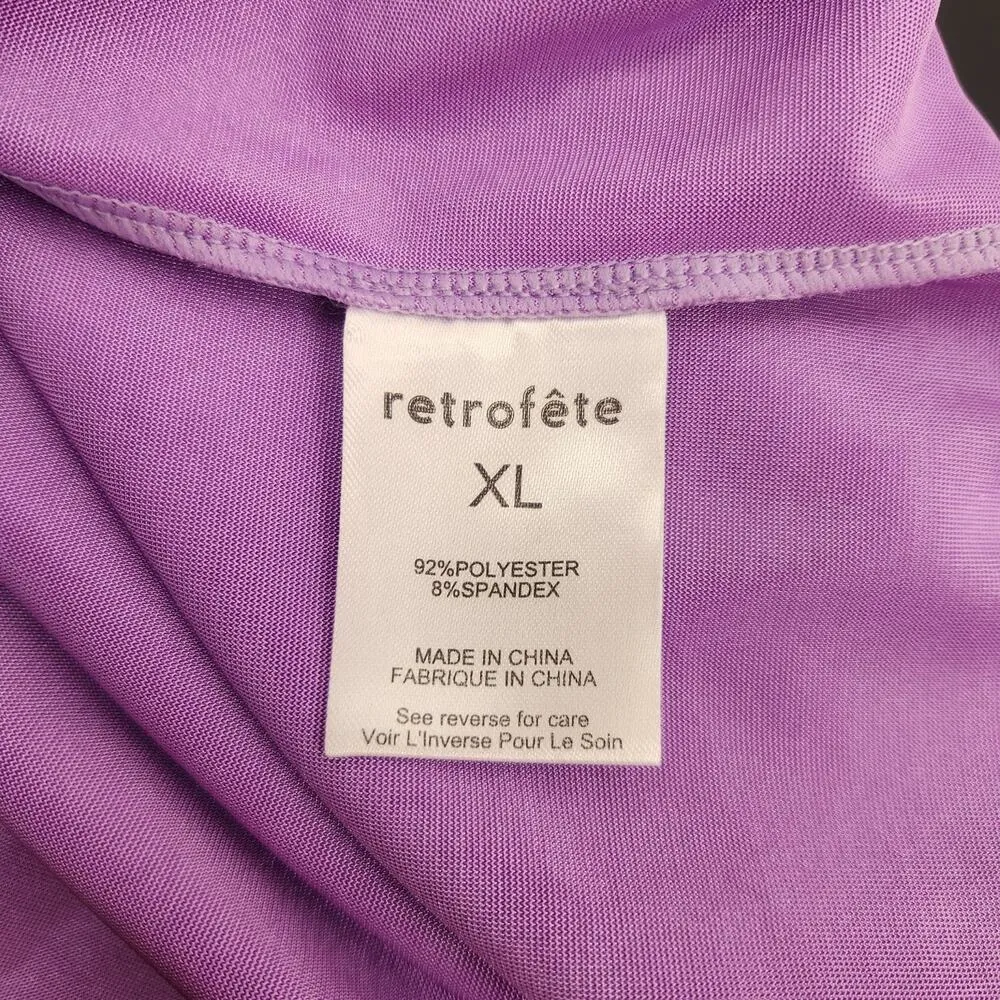 retrofête
XL
92%POLYESTER
8%SPANDEX
MADE IN CHINA
FABRIQUE IN CHINA
See reverse for care
Voir L'Inverse Pour Le Soin